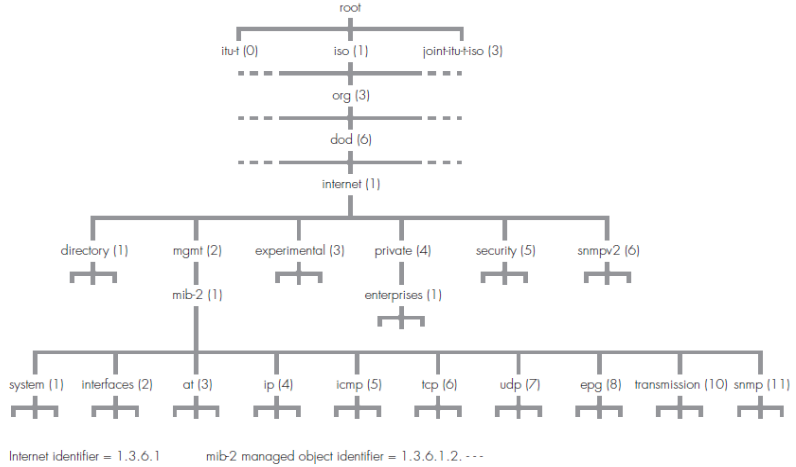 root
itu-t (0) iso (1) joint-itu-t-iso (3)
org (3)
dod (6)
internet (1)
directory (1) mgmt (2) experimental (3) private (4) security (5) snmpv2 (6)
mib-2 (1) enterprises (1)
system (1) interfaces (2) at (3) ip (4) icmp (5) tcp (6) udp (7) epg (8) transmission (10) snmp (11)
Internet identifier = 1.3.6.1 mib-2 managed object identifier = 1.3.6.1.2. - - -